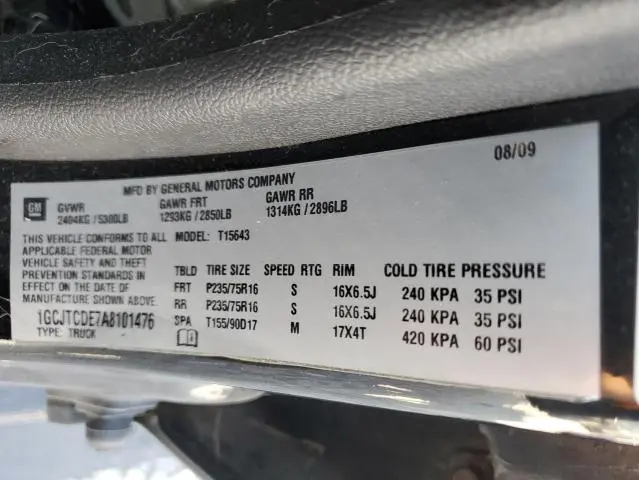 08/09
MFD BY GENERAL MOTORS COMPANY
GM
GVWR GAWR FRT GAWR RR
2404KG /5300LB 1293KG /2850LB 1314KG /2896LB
THIS VEHICLE CONFORMS TO ALL
APPLICABLE FEDERAL MOTOR
VEHICLE SAFETY AND THEFT
PREVENTION STANDARDS IN
EFFECT ON THE DATE OF
MANUFACTURE SHOWN ABOVE.
1GCJTCDE7A8101476
TYPE: TRUCK
MODEL: T15643
TBLD TIRE SIZE SPEED RTG RIM COLD TIRE PRESSURE
FRT P235/75R16 S 16X6.5J 240 KPA 35 PSI
RR P235/75R16 S 16X6.5J 240 KPA 35 PSI
SPA T155/90D17 M 17X4T 420 KPA 60 PSI